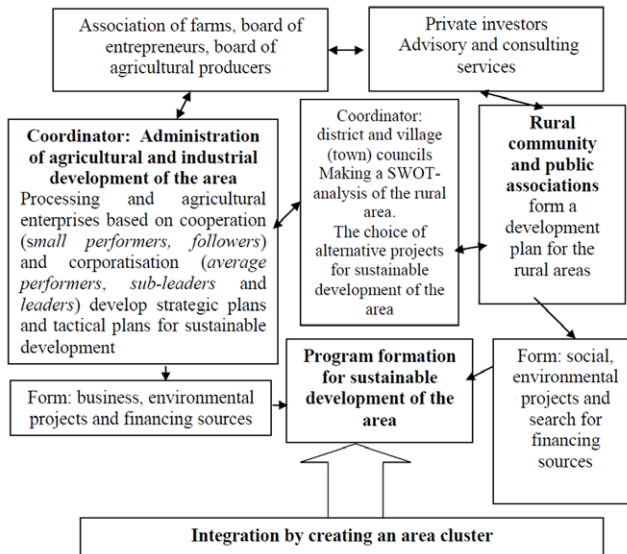 Association of farms, board of
entrepreneurs, board of
agricultural producers
Private investors
Advisory and consulting
services
Coordinator: Administration
of agricultural and industrial
development of the area
Processing and agricultural
enterprises based on cooperation
(small performers, followers)
and corporatisation (average
performers, sub-leaders and
leaders) develop strategic plans
and tactical plans for sustainable
development
Coordinator:
district and village
(town) councils
Making a SWOT-
analysis of the rural
area.
The choice of
alternative projects
for sustainable
development of the
area
Rural
community
and public
associations
form a
development
plan for the
rural areas
Form: business, environmental
projects and financing sources
Program formation
for sustainable
development of the
area
Form: social,
environmental
projects and
search for
financing
sources
Integration by creating an area cluster